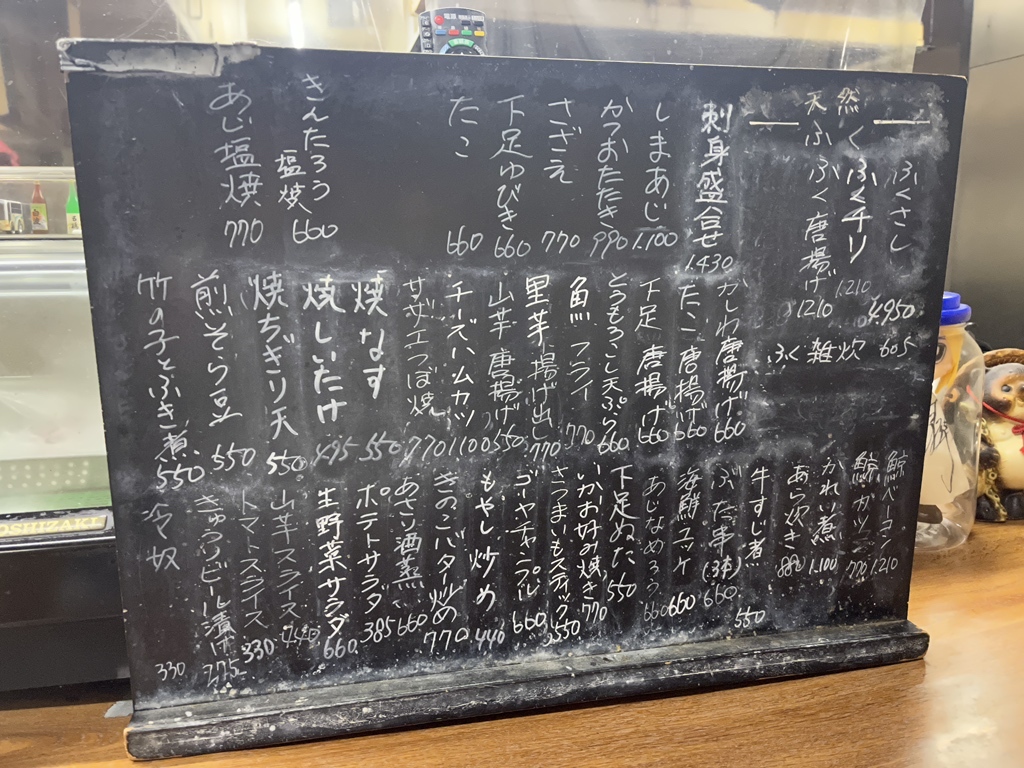 天然ふく
ふくさし ¥4,950
ふくチリ 1210
ふく唐揚げ 1210
ふく雑炊 605
刺身盛合せ 1430
しまあじ 1.100
かつおたたき 990
さざえ 770
下足ゆびき 660
たこ 660
きんたろう塩焼 660
あじ塩焼 770
かしわ唐揚げ 660
たこ唐揚げ 660
下足唐揚げ 660
とうもろこし天ぷら 660
魚フライ 770
里芋揚げ出し 770
山芋唐揚げ 550
チーズハムカツ 1100
サザエつぼ焼 770
焼なす 550
焼しいたけ 495
焼ちぎり天 550
煎そら豆 550
竹の子とふき煮 550
鯨ベーコン 1,210
鯨カツ 770
かれい煮 1.100
あら炊き 880
牛すじ煮 550
ぶた串(3本) 660
海鮮ユッケ 660
あじなめろう 660
下足ぬた 550
いかお好み焼き 770
さつまいもスティック 550
ゴーヤチャンプル 660
もやし炒め 440
きのこバター炒め 770
あさり酒蒸 660
ポテトサラダ 385
生野菜サラダ 660
山芋スライス 440
トマトスライス 330
きゅうりビール漬け 275
冷奴 330
HOSHIZAKI